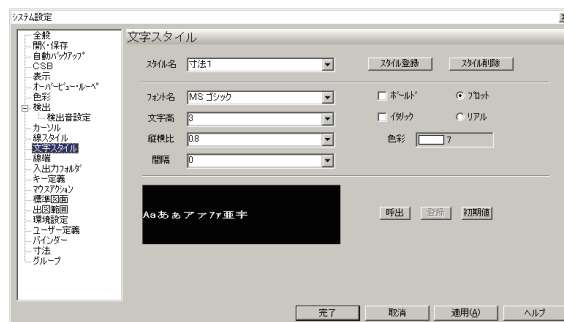 システム設定
全般
開く・保存
自動バックアップ
CSB
表示
オーバービュー・ルーペ
色彩
検出
検出音設定
カーソル
線スタイル
文字スタイル
線端
入出力フォルダ
キー定義
マウスアクション
標準図面
出図範囲
環境設定
ユーザー定義
バインダー
寸法
グループ
文字スタイル
スタイル名 寸法1 スタイル登録 スタイル削除
フォント名 MS ゴシック ボールド プロット
文字高 3 イタリック リアル
縦横比 0.8 色彩 7
間隔 0
Aaあぁアァｱｧ亜字
呼出 登録 初期値
完了 取消 適用(A) ヘルプ